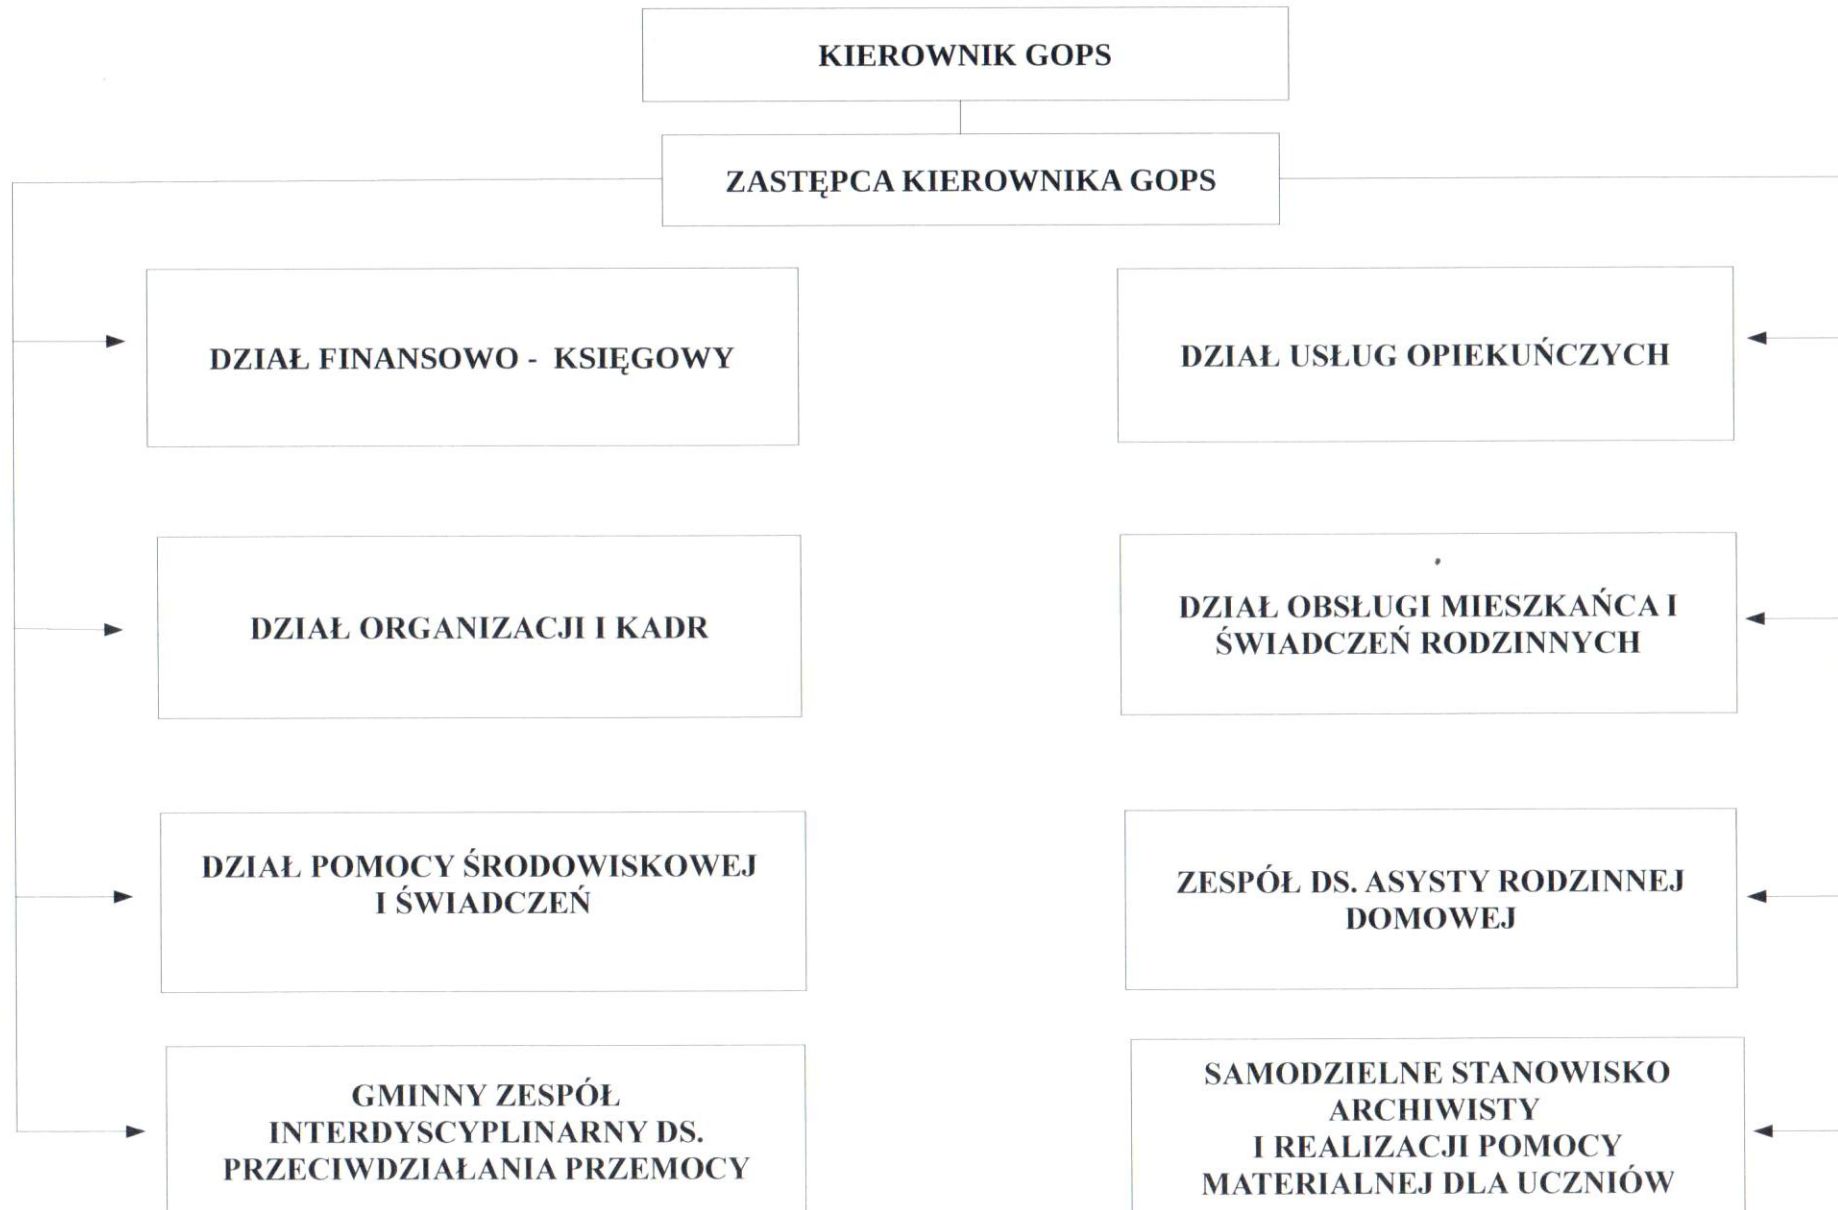 KIEROWNIK GOPS
ZASTĘPCA KIEROWNIKA GOPS
DZIAŁ FINANSOWO - KSIĘGOWY
DZIAŁ USŁUG OPIEKUŃCZYCH
DZIAŁ ORGANIZACJI I KADR
DZIAŁ OBSŁUGI MIESZKAŃCA I
ŚWIADCZEŃ RODZINNYCH
DZIAŁ POMOCY ŚRODOWISKOWEJ
I ŚWIADCZEŃ
ZESPÓŁ DS. ASYSTY RODZINNEJ
DOMOWEJ
GMINNY ZESPÓŁ
INTERDYSCYPLINARNY DS.
PRZECIWDZIAŁANIA PRZEMOCY
SAMODZIELNE STANOWISKO
ARCHIWISTY
I REALIZACJI POMOCY
MATERIALNEJ DLA UCZNIÓW